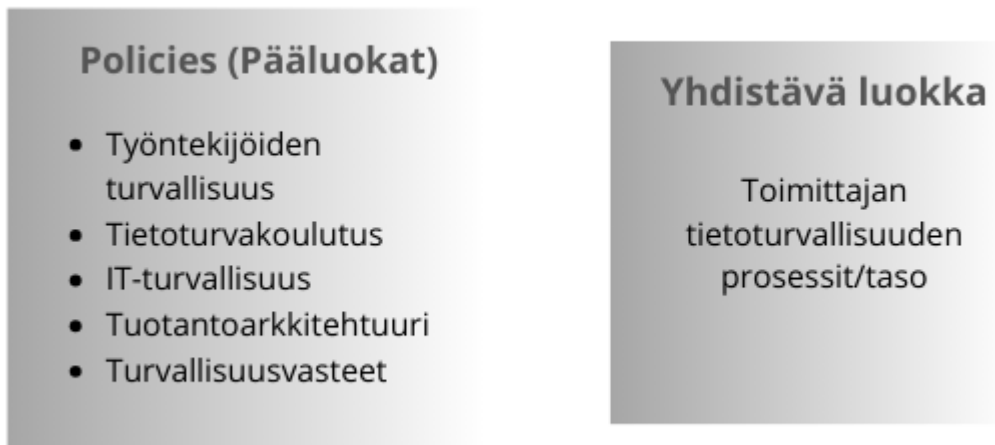 Policies (Pääluokat)
• Työntekijöiden
turvallisuus
• Tietoturvakoulutus
• IT-turvallisuus
• Tuotantoarkkitehtuuri
• Turvallisuusvasteet
Yhdistävä luokka
Toimittajan
tietoturvallisuuden
prosessit/taso